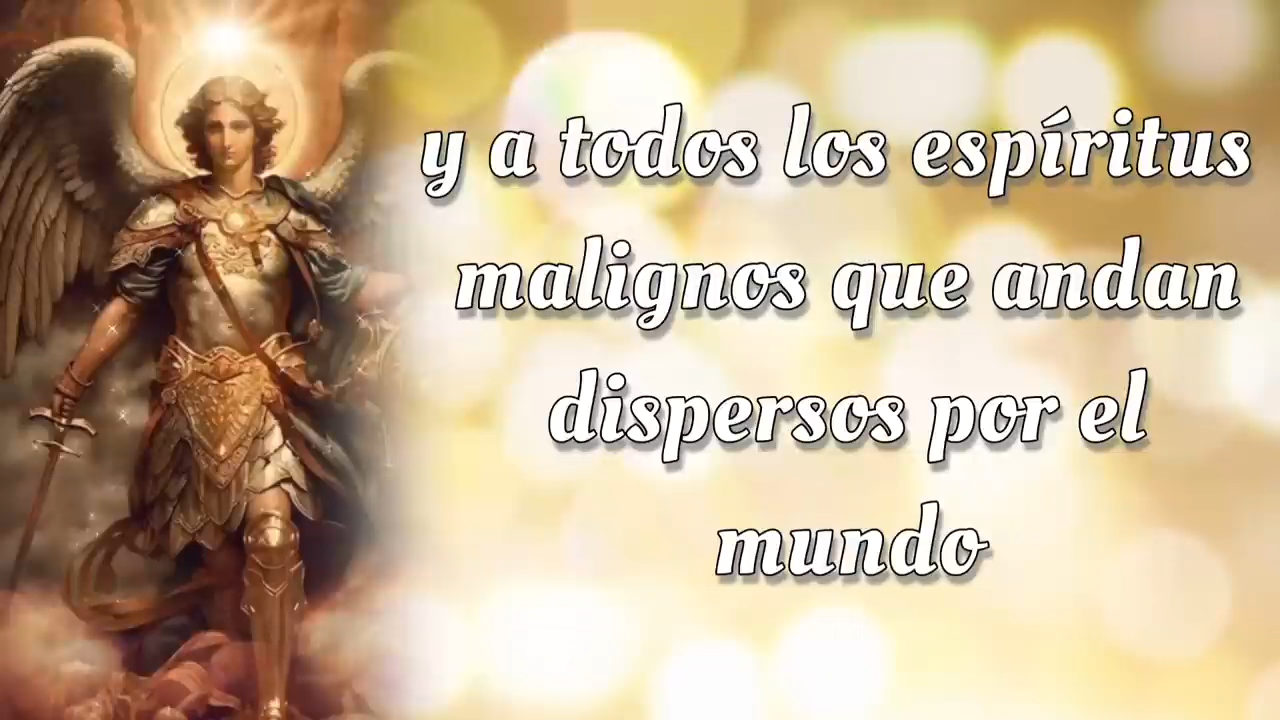 y a todos los espíritus
malignos que andan
dispersos por el
mundo